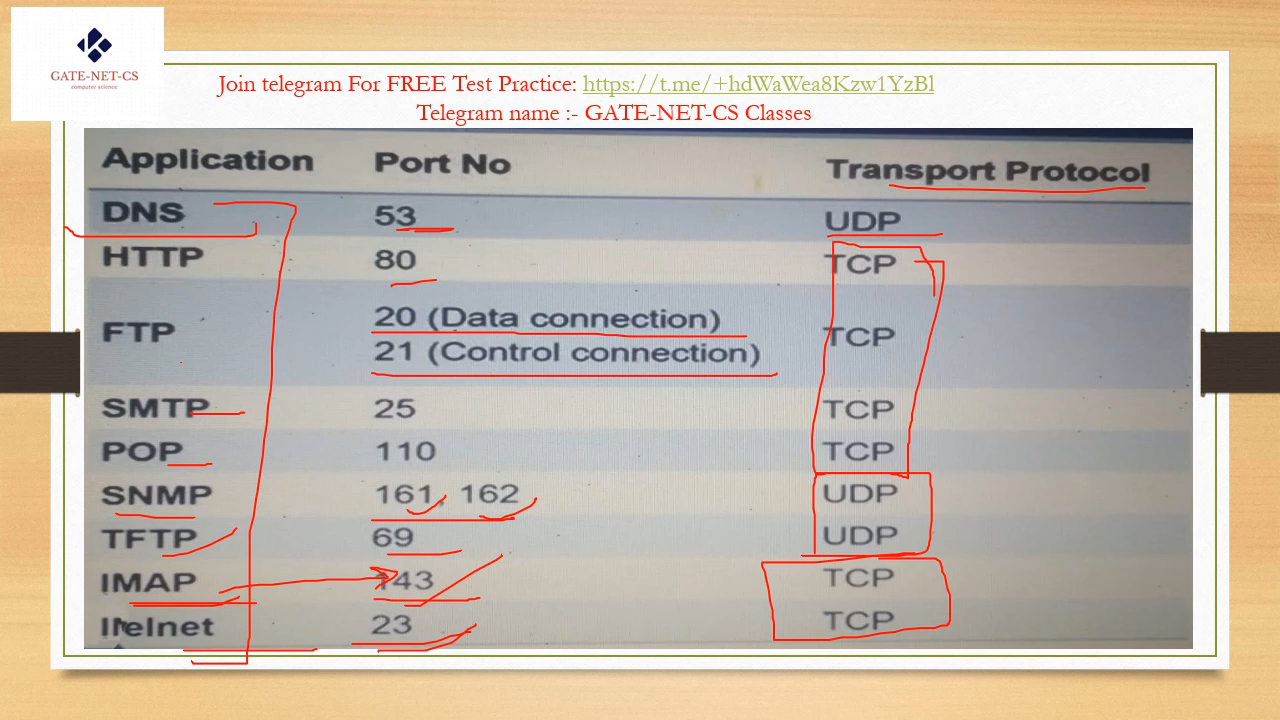 GATE-NET-CS
computer science
Join telegram For FREE Test Practice: https://t.me/+hdWaWea8Kzw1YzBl
Telegram name :- GATE-NET-CS Classes
Application Port No Transport Protocol
DNS 53 UDP
HTTP 80 TCP
FTP 20 (Data connection) TCP
21 (Control connection)
SMTP 25 TCP
POP 110 TCP
SNMP 161, 162 UDP
TFTP 69 UDP
IMAP 143 TCP
23 TCP